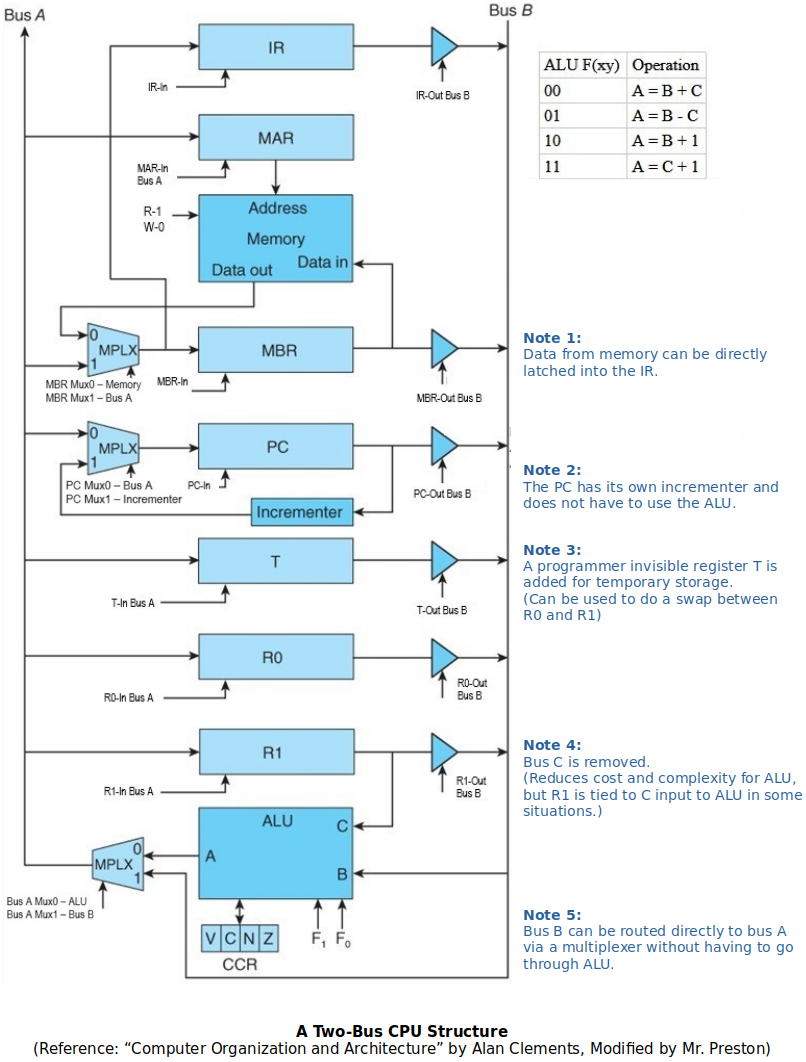 Bus A
Bus B
IR
IR-In
IR-Out Bus B
ALU F(xy) Operation
00 A = B + C
01 A = B - C
10 A = B + 1
11 A = C + 1
MAR
MAR-In
Bus A
R-1
W-0
Address
Memory
Data in
Data out
0
MPLX
1
MBR
MBR Mux0 – Memory
MBR Mux1 – Bus A
MBR-In
MBR-Out Bus B
Note 1:
Data from memory can be directly
latched into the IR.
0
MPLX
1
PC
PC Mux0 – Bus A
PC Mux1 – Incrementer
PC-In
PC-Out Bus B
Incrementer
Note 2:
The PC has its own incrementer and
does not have to use the ALU.
T
T-In Bus A
T-Out Bus B
Note 3:
A programmer invisible register T is
added for temporary storage.
(Can be used to do a swap between
R0 and R1)
R0
R0-In Bus A
R0-Out
Bus B
R1
R1-In Bus A
R1-Out
Bus B
Note 4:
Bus C is removed.
(Reduces cost and complexity for ALU,
but R1 is tied to C input to ALU in some
situations.)
ALU
C
A
B
0
MPLX
1
Bus A Mux0 – ALU
Bus A Mux1 – Bus B
V C N Z
CCR
F1 F0
Note 5:
Bus B can be routed directly to bus A
via a multiplexer without having to go
through ALU.
A Two-Bus CPU Structure
(Reference: “Computer Organization and Architecture” by Alan Clements, Modified by Mr. Preston)